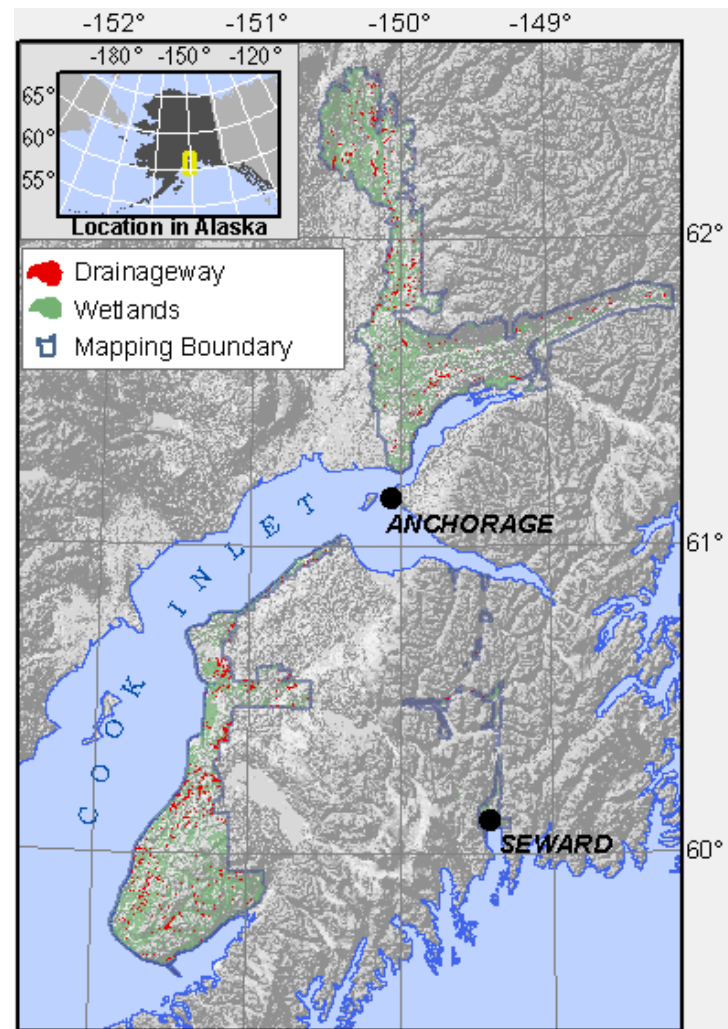 -152° -151° -150° -149°
-180° -150° -120°
65°
60°
55°
Location in Alaska
62°
Drainageway
Wetlands
Mapping Boundary
ANCHORAGE
61°
COOK INLET
SEWARD
60°